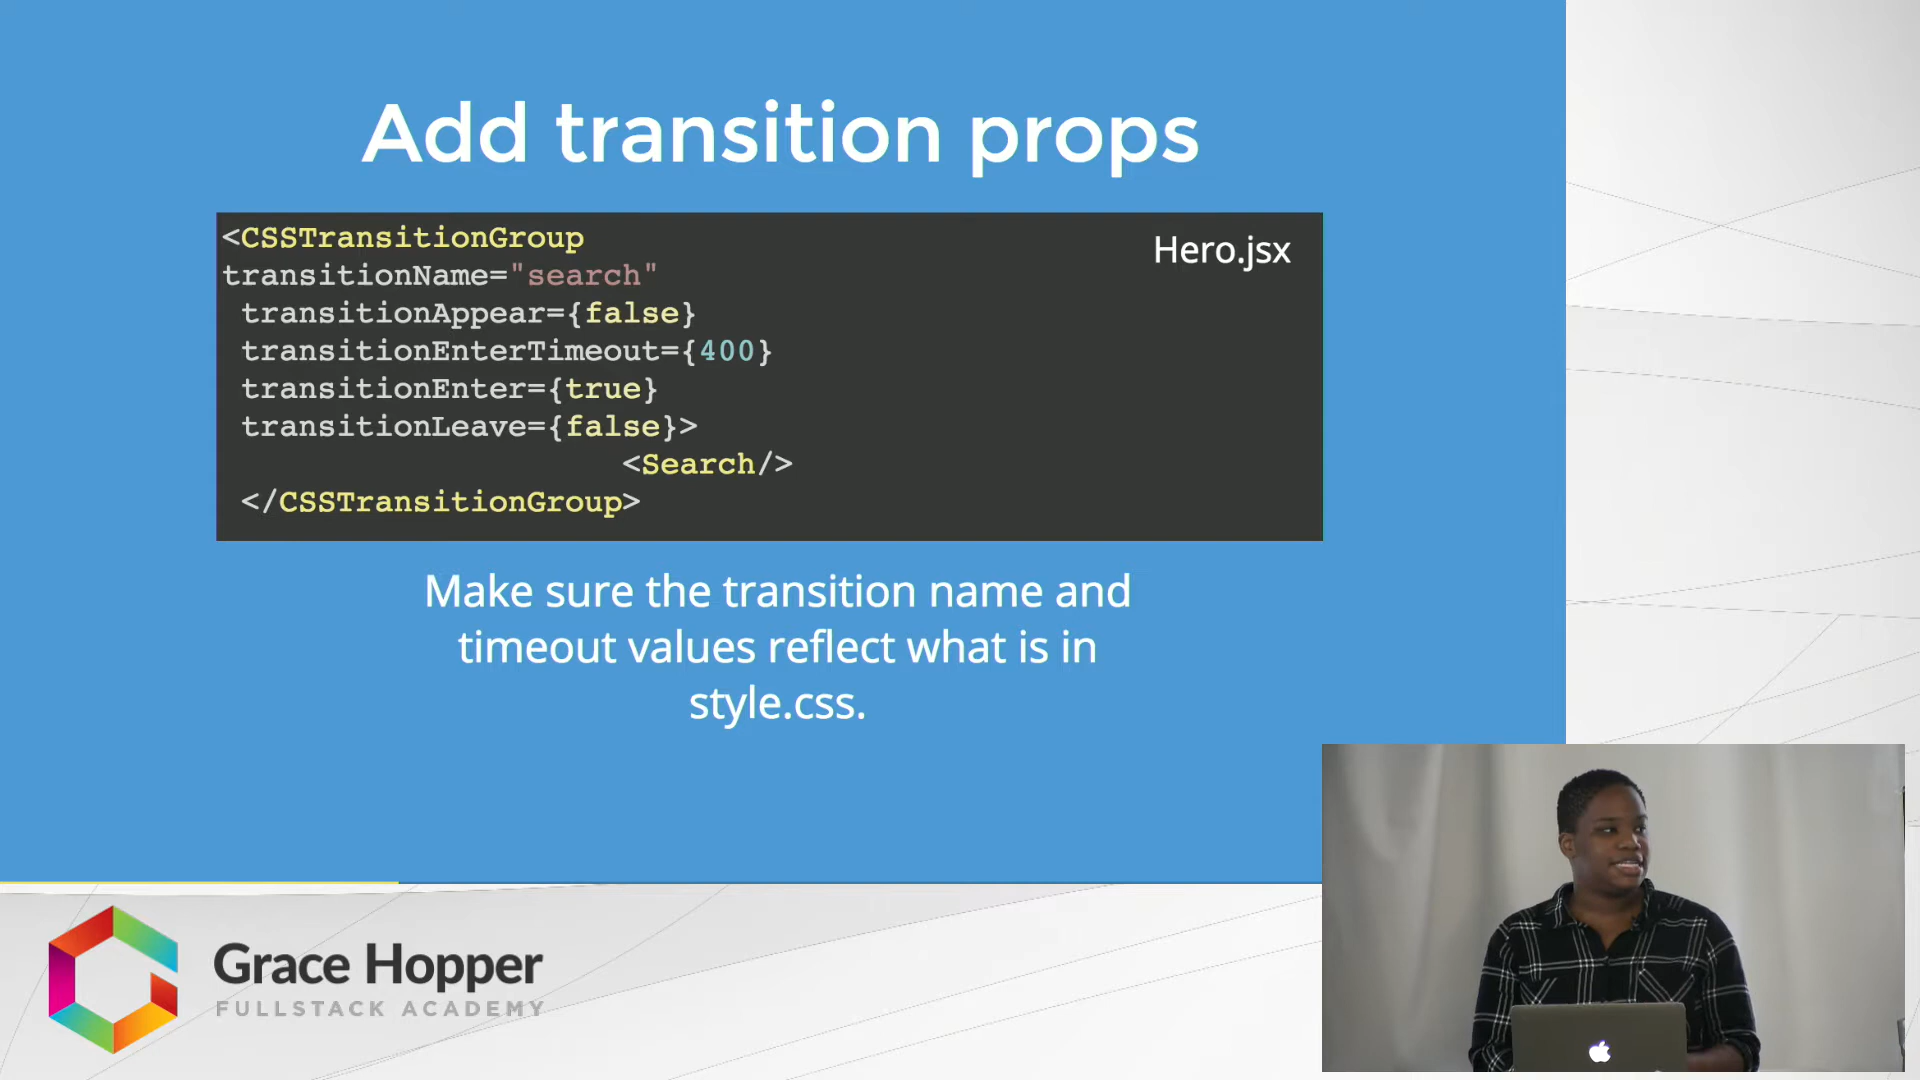 Add transition props
<CSSTransitionGroup
Hero.jsx
transitionName="search"
transitionAppear={false}
transitionEnterTimeout={400}
transitionEnter={true}
transitionLeave={false}>
<Search/>
</CSSTransitionGroup>
Make sure the transition name and
timeout values reflect what is in
style.css.
Grace Hopper
FULLSTACK ACADEMY